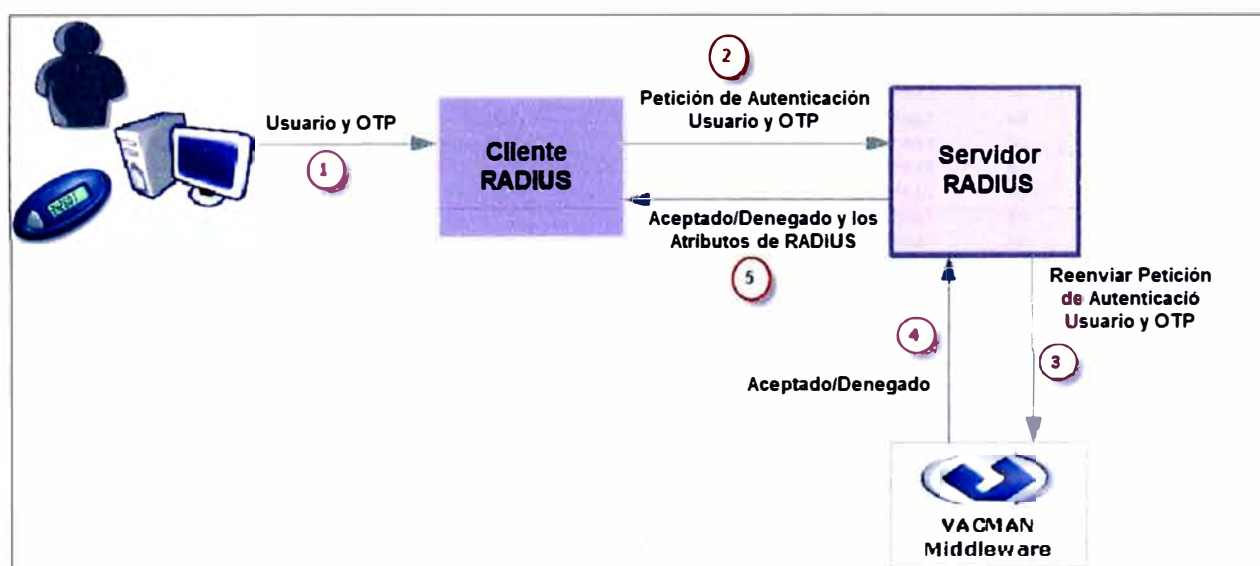 2
Petición de Autenticación
Usuario y OTP
Usuario y OTP
1
Cliente
RADIUS
Servidor
RADIUS
Aceptado/Denegado y los
Atributos de RADIUS
5
Reenviar Petición
de Autenticació
Usuario y OTP
4
3
Aceptado/Denegado
VACMAN
Middleware